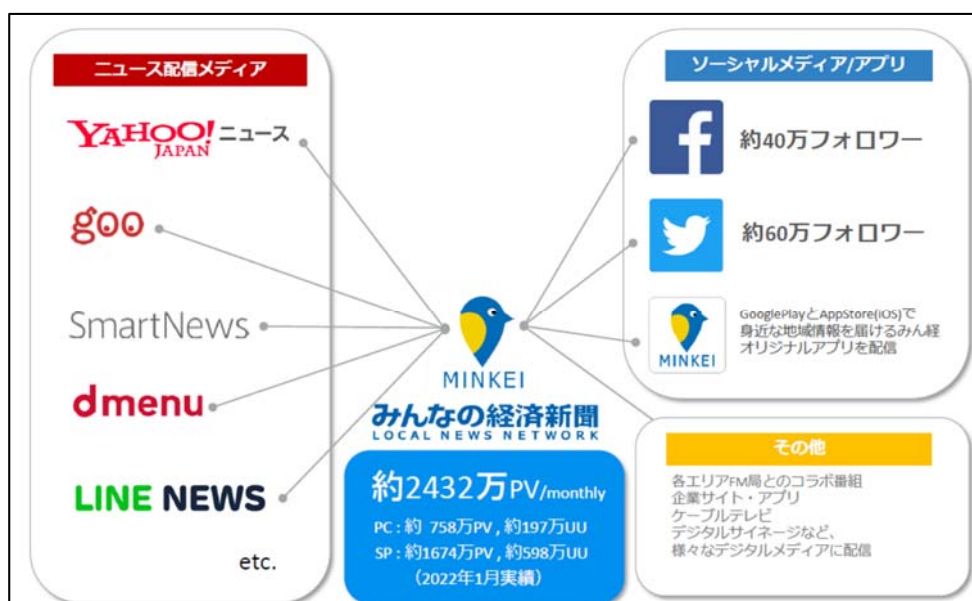 ニュース配信メディア
YAHOO! ニュース
JAPAN
goo
SmartNews
dmenu
LINE NEWS
etc.
MINKEI
みんなの経済新聞
LOCAL NEWS NETWORK
約2432万PV/monthly
PC : 約 758万PV , 約197万UU
SP : 約1674万PV , 約598万UU
（2022年1月実績）
ソーシャルメディア/アプリ
f
約40万フォロワー
約60万フォロワー
MINKEI
GooglePlayとAppStore(iOS)で
身近な地域情報を届けるみん経
オリジナルアプリを配信
その他
各エリアFM局とのコラボ番組
企業サイト・アプリ
ケーブルテレビ
デジタルサイネージなど、
様々なデジタルメディアに配信